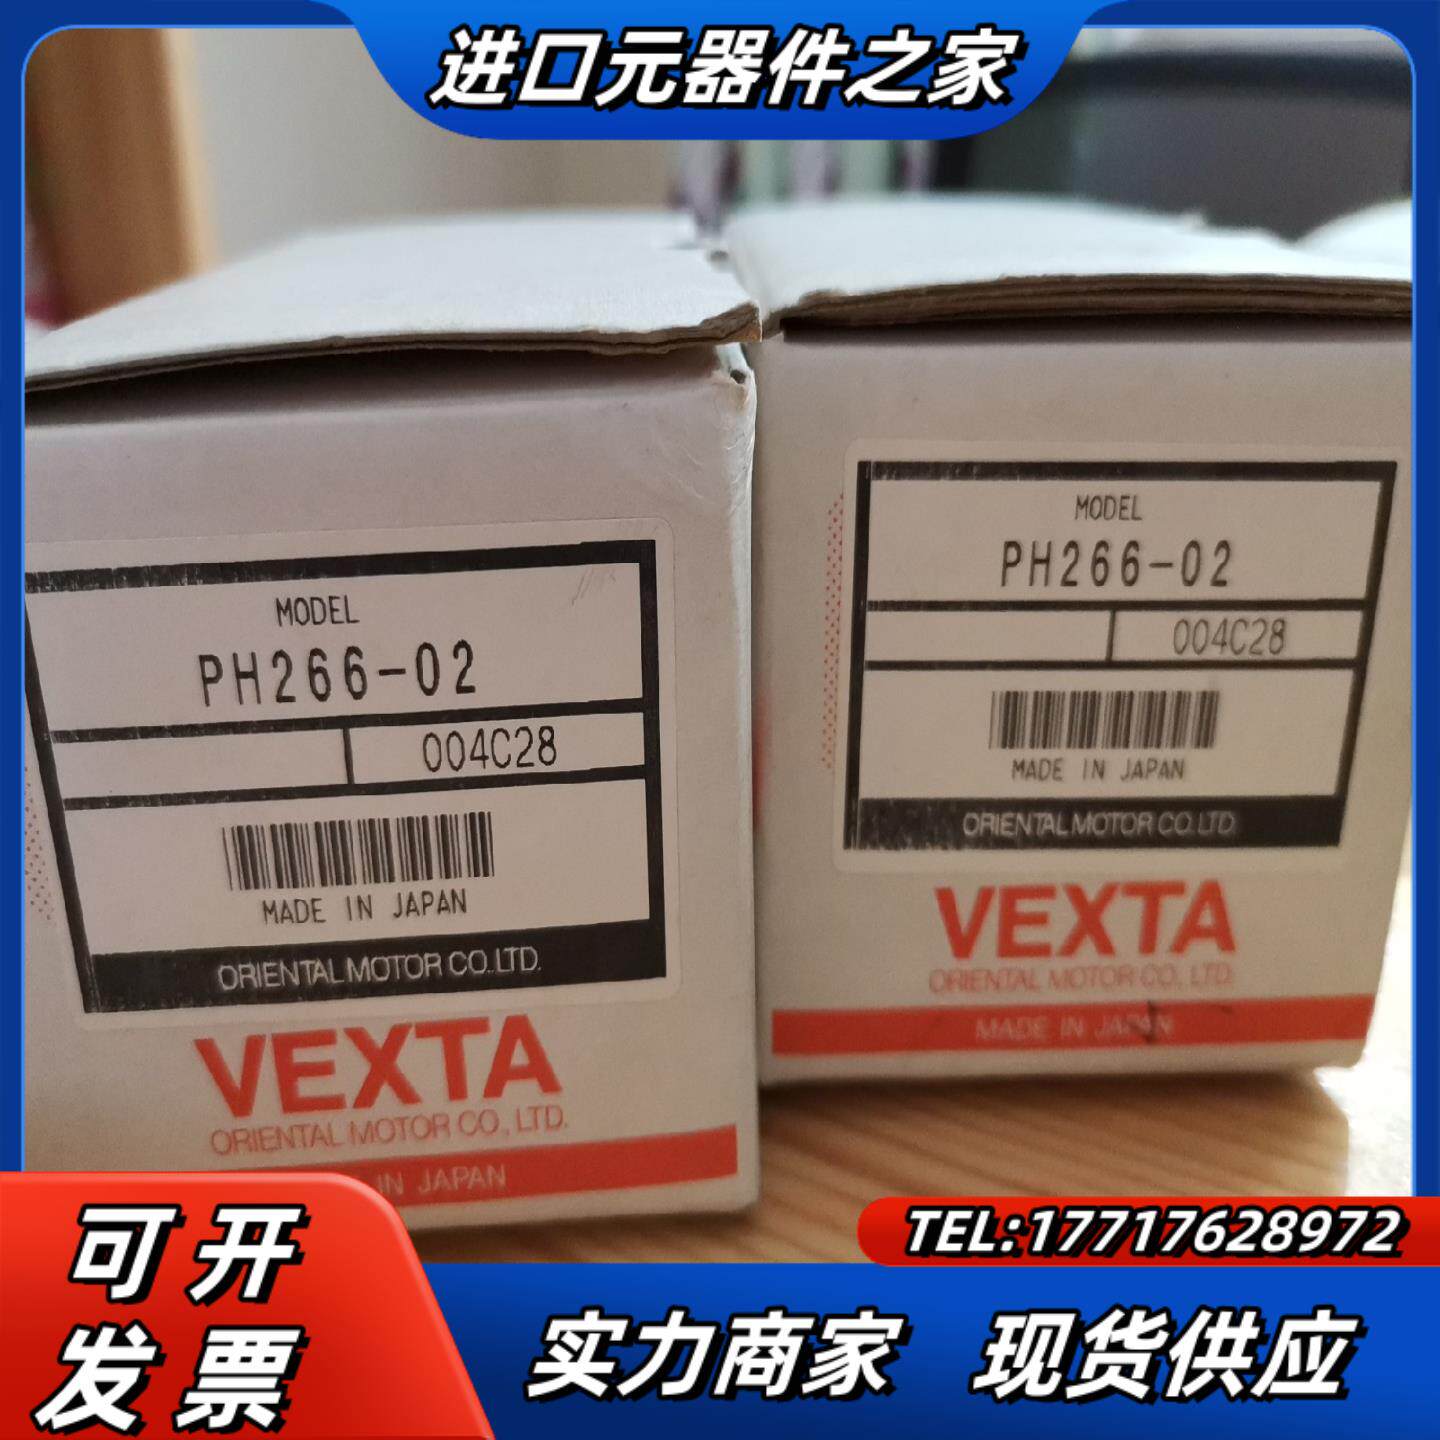 进口元器件之家
MODEL
PH266-02
004C28
MADE IN JAPAN
ORIENTAL MOTOR CO.,LTD.
VEXTA
ORIENTAL MOTOR CO., LTD.
IN JAPAN
MODEL
PH266-02
004C28
MADE IN JAPAN
ORIENTAL MOTOR CO.LTD.
VEXTA
ORIENTAL MOTOR CO., LTD.
MADE IN JAPAN
可开
发票
TEL:17717628972
实力商家 现货供应